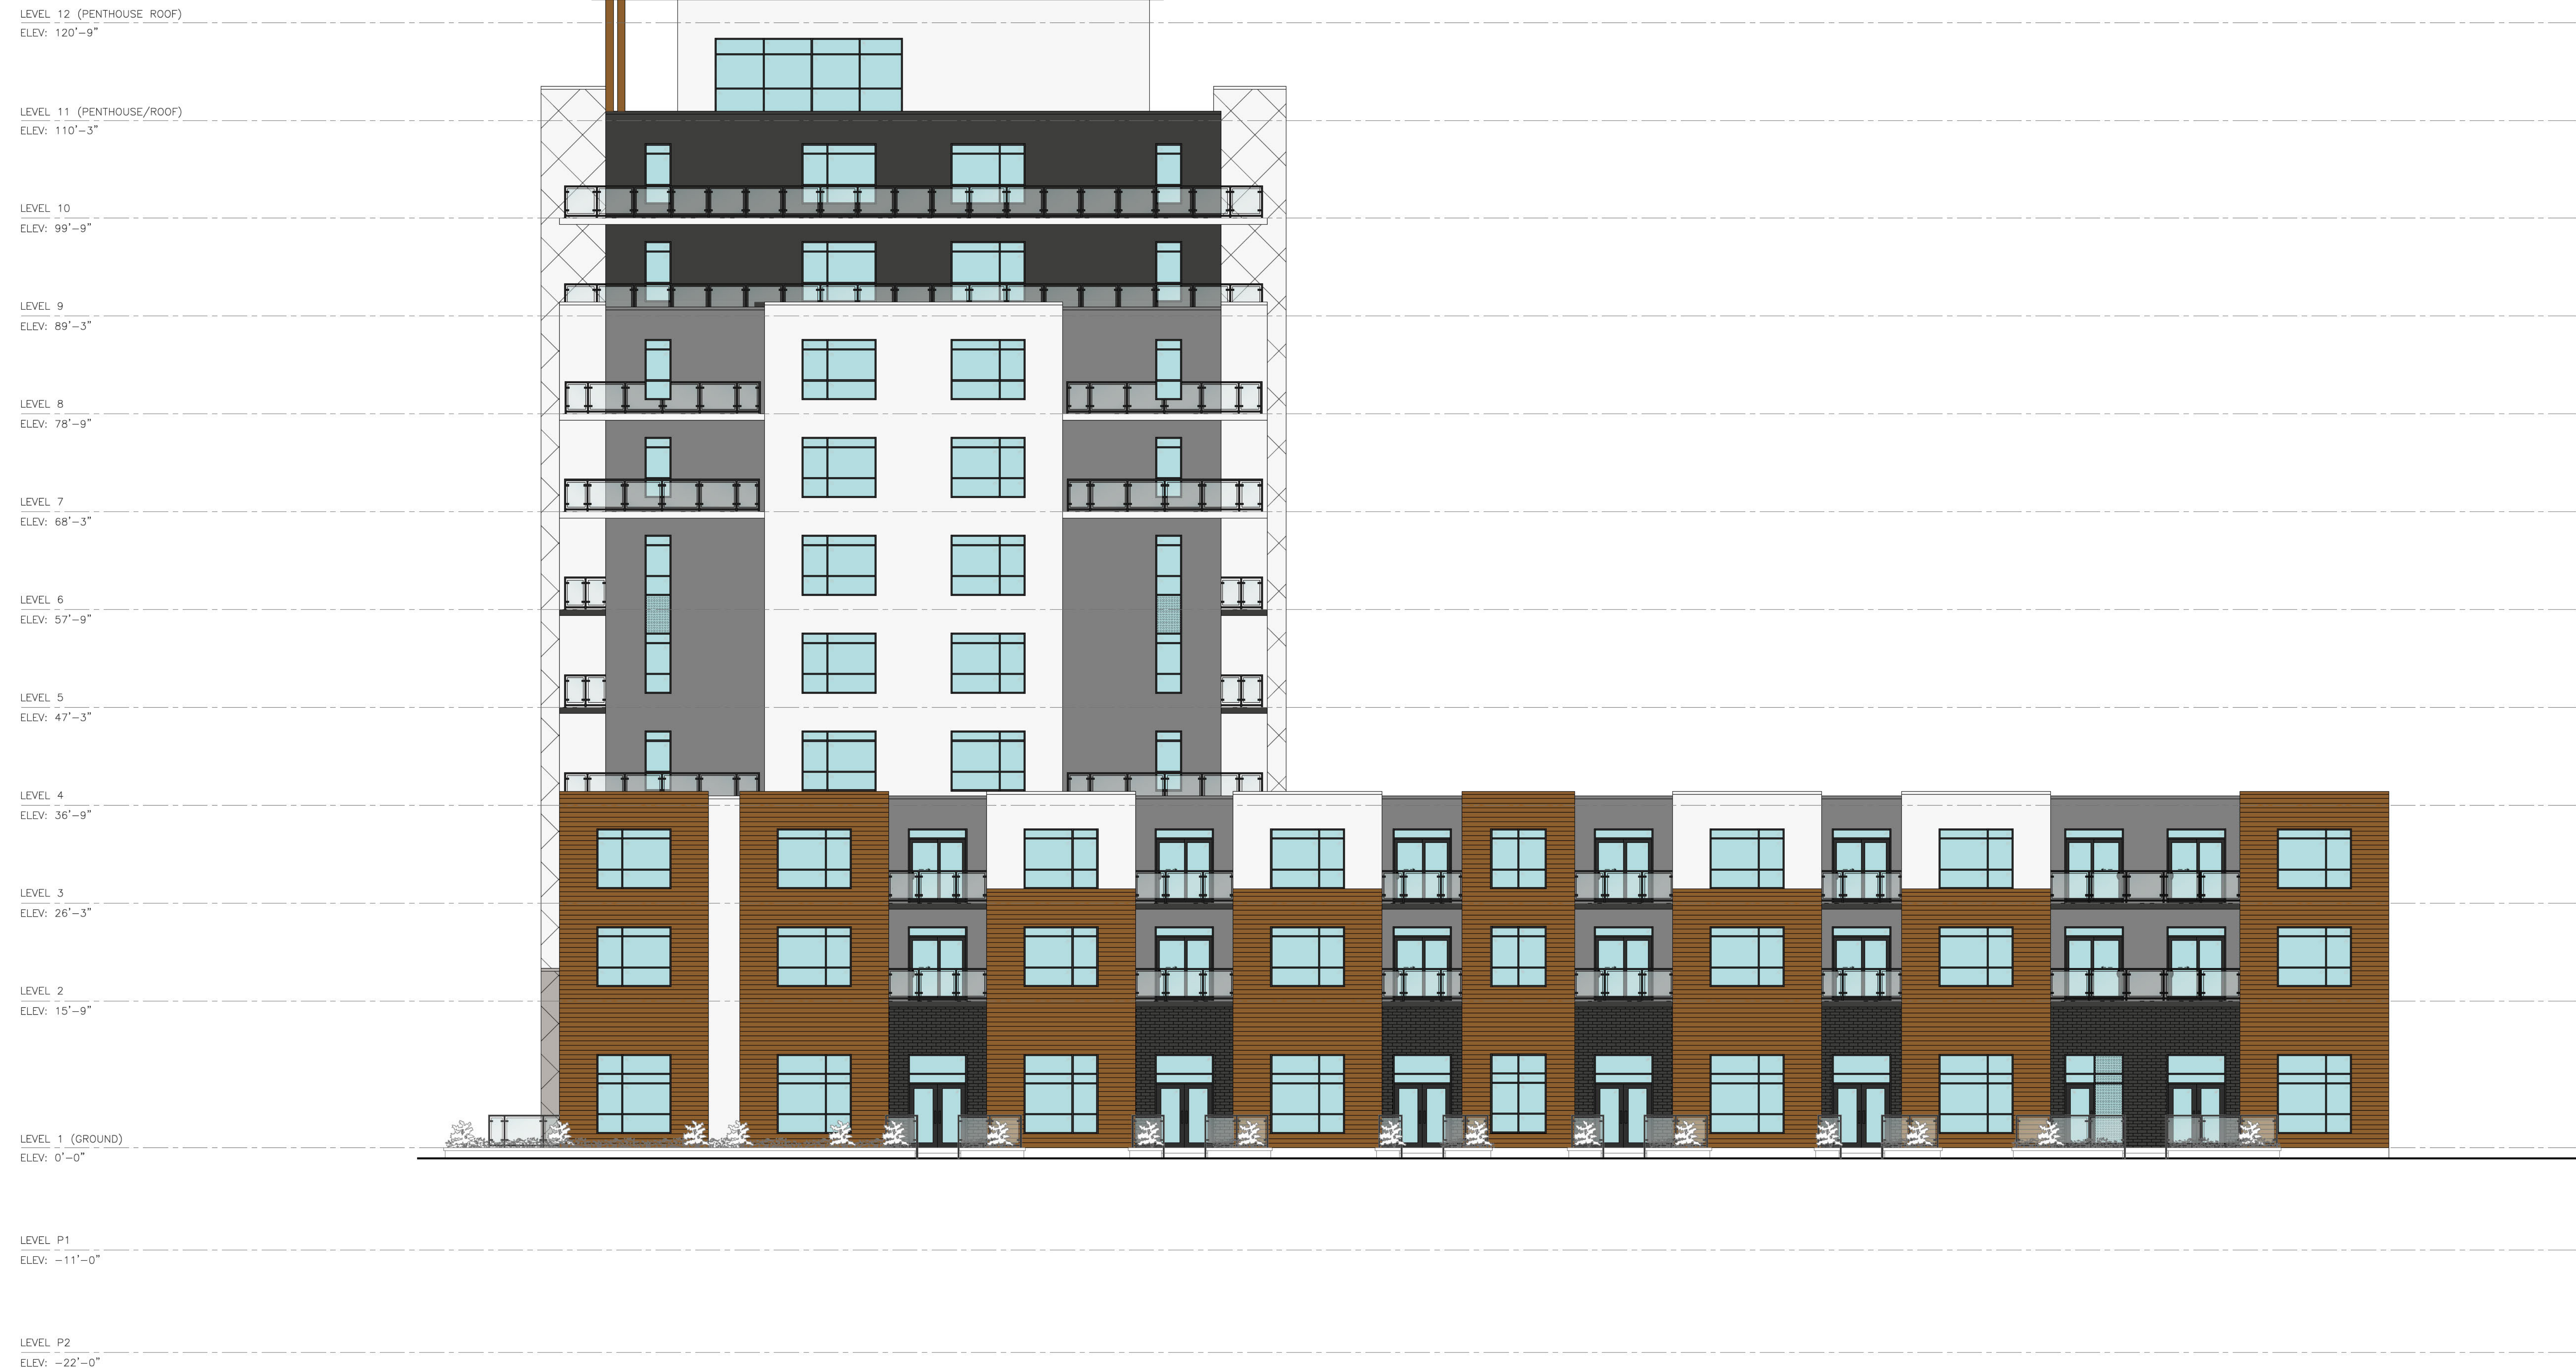 LEVEL 12 (PENTHOUSE ROOF)
ELEV: 120'-9"
LEVEL 11 (PENTHOUSE/ROOF)
ELEV: 110'-3"
LEVEL 10
ELEV: 99'-9"
LEVEL 9
ELEV: 89'-3"
LEVEL 8
ELEV: 78'-9"
LEVEL 7
ELEV: 68'-3"
LEVEL 6
ELEV: 57'-9"
LEVEL 5
ELEV: 47'-3"
LEVEL 4
ELEV: 36'-9"
LEVEL 3
ELEV: 26'-3"
LEVEL 2
ELEV: 15'-9"
LEVEL 1 (GROUND)
ELEV: 0'-0"
LEVEL P1
ELEV: -11'-0"
LEVEL P2
ELEV: -22'-0"